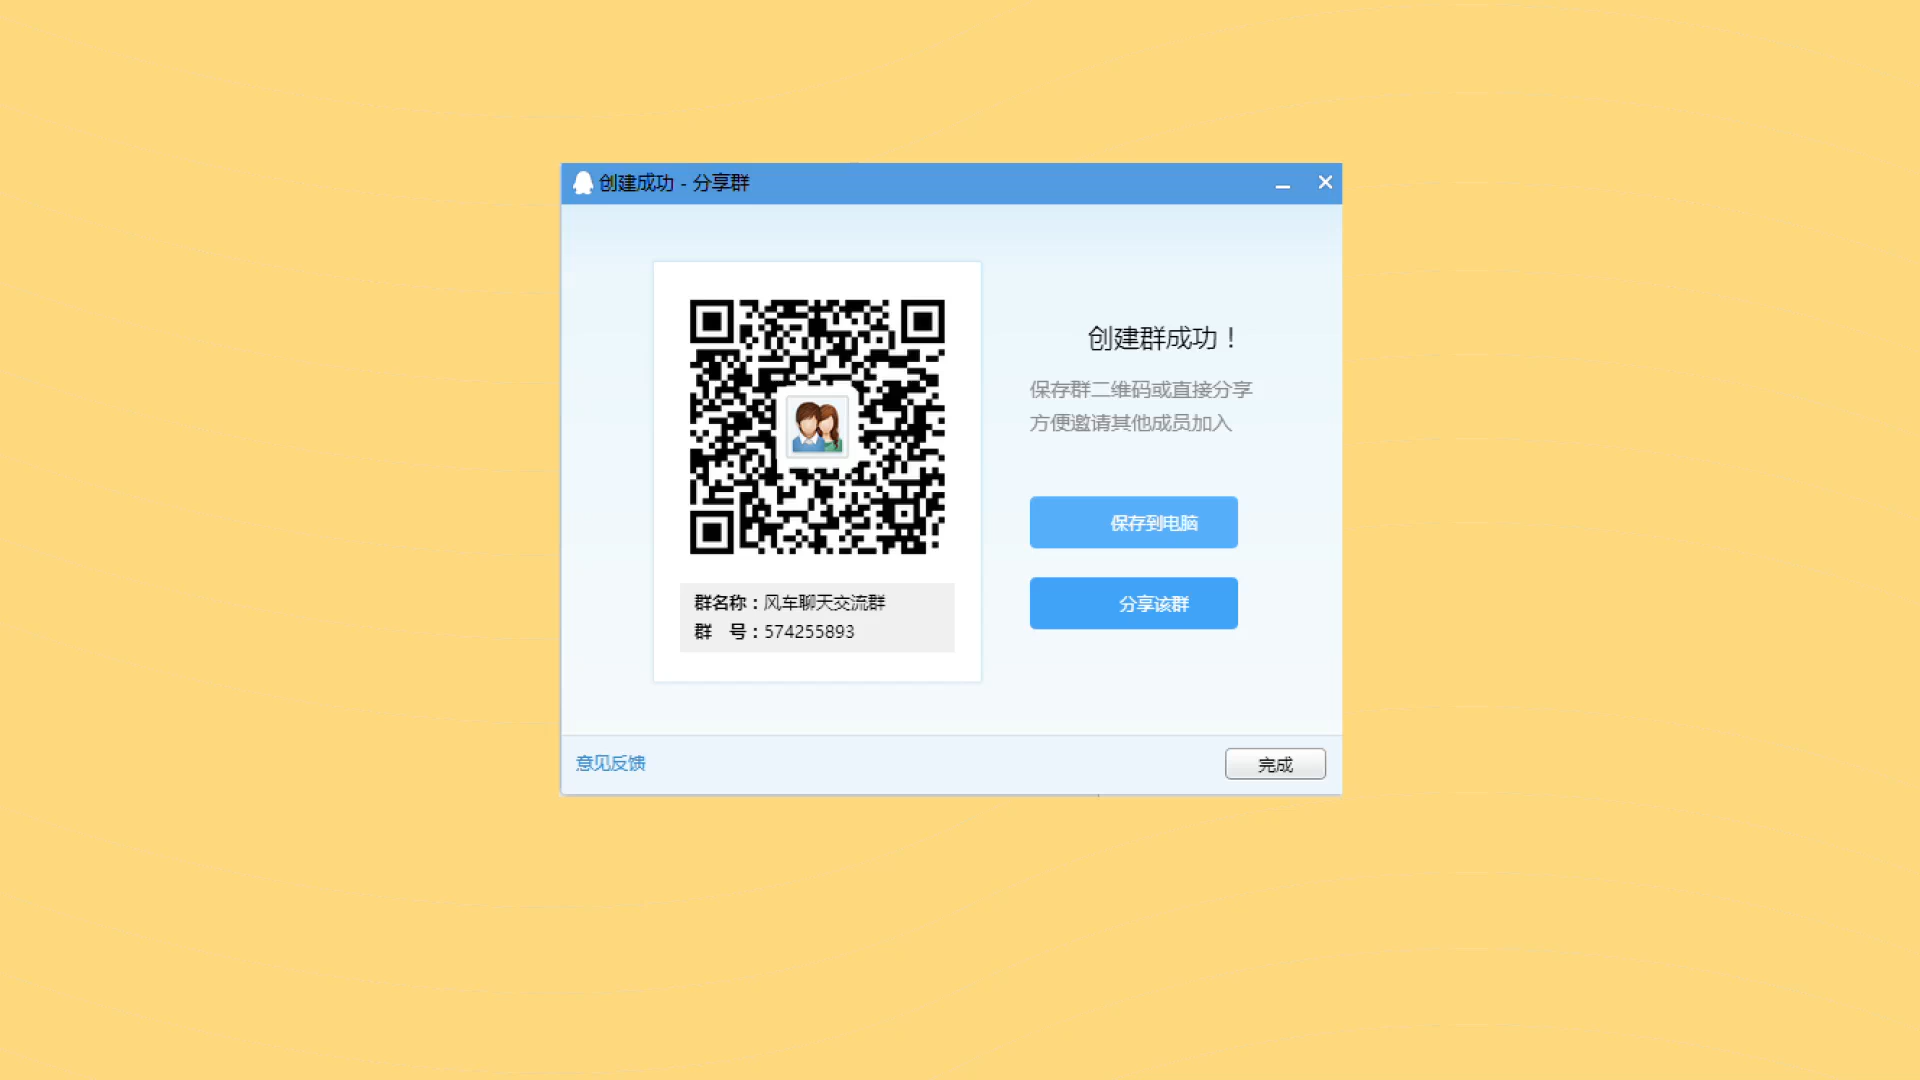 创建成功 - 分享群
创建群成功！
保存群二维码或直接分享
方便邀请其他成员加入
保存到电脑
分享该群
群名称：风车聊天交流群
群 号：574255893
意见反馈
完成